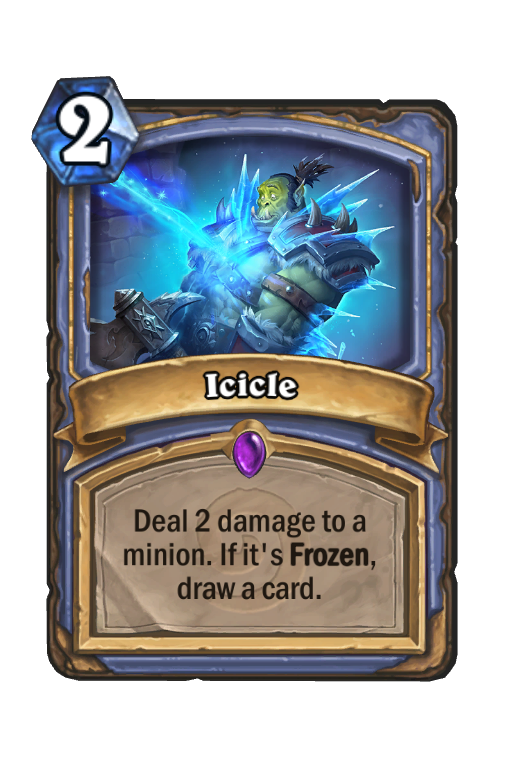 2
Icicle
Deal 2 damage to a
minion. If it's Frozen,
draw a card.